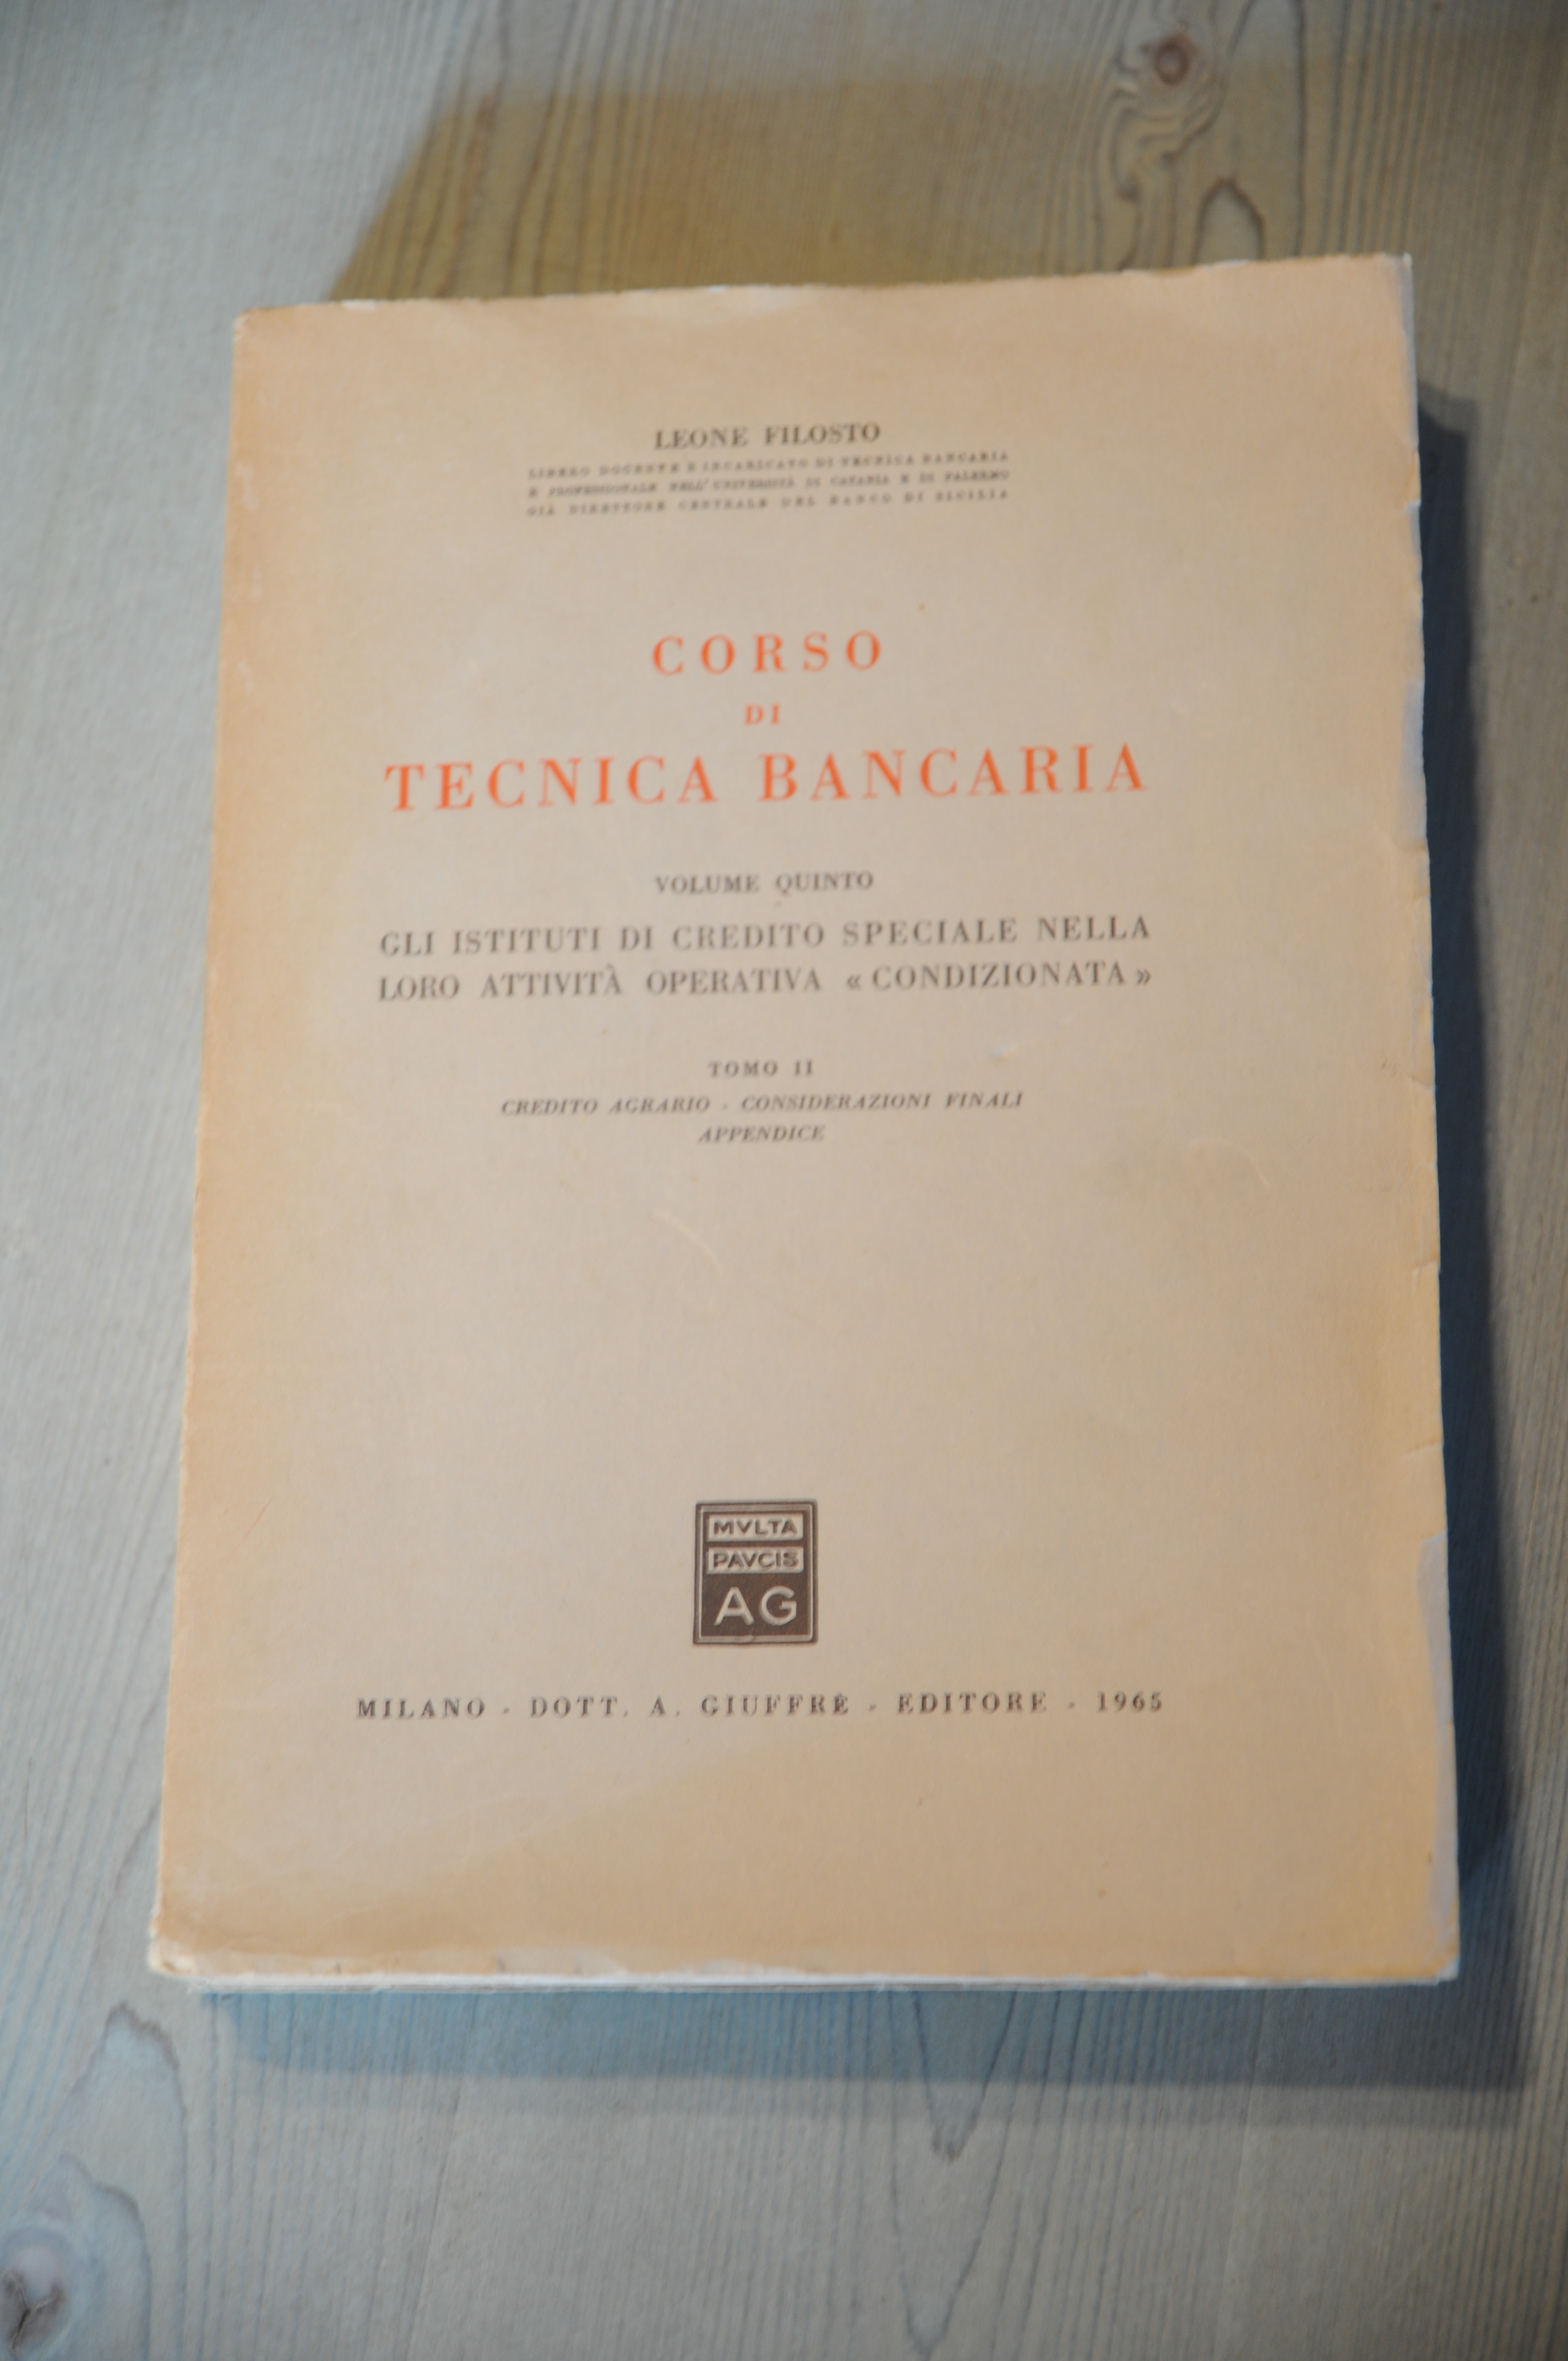 LEONE FILOSTO
LIBERO DOCENTE E INCARICATO DI TECNICA BANCARIA
E PROFESSIONALE NELL'UNIVERSITÀ DI CATANIA E DI PALERMO
GIÀ DIRETTORE CENTRALE DEL BANCO DI SICILIA
CORSO
DI
TECNICA BANCARIA
VOLUME QUINTO
GLI ISTITUTI DI CREDITO SPECIALE NELLA
LORO ATTIVITÀ OPERATIVA « CONDIZIONATA »
TOMO II
CREDITO AGRARIO - CONSIDERAZIONI FINALI
APPENDICE
MVLTA
PAVCIS
AG
MILANO - DOTT. A. GIUFFRÈ - EDITORE - 1965